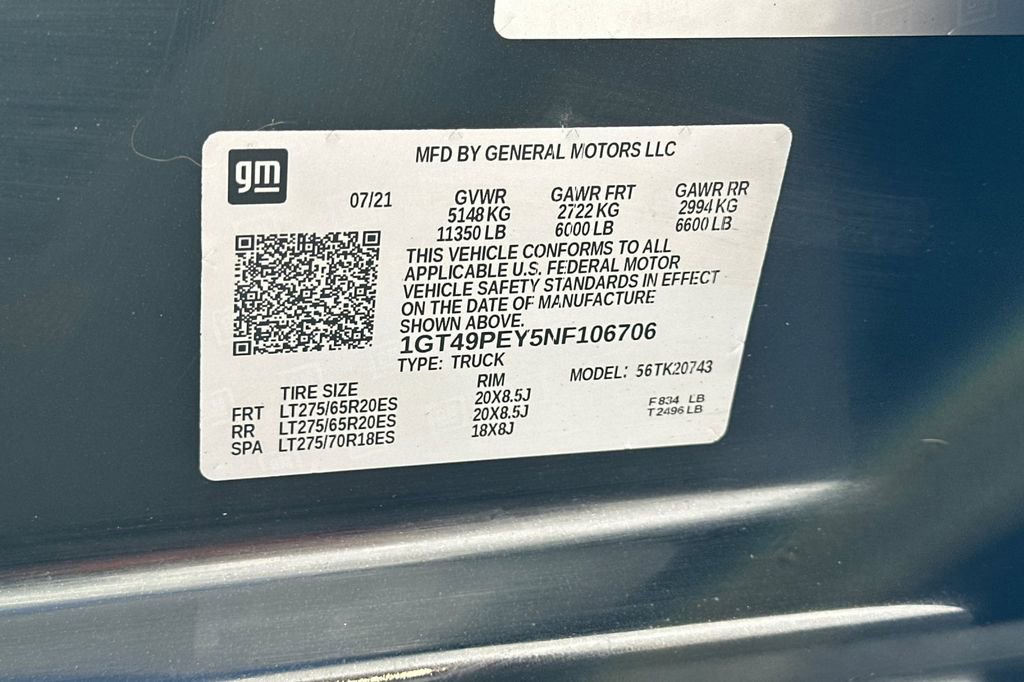 gm
MFD BY GENERAL MOTORS LLC
07/21 GVWR GAWR FRT GAWR RR
5148 KG 2722 KG 2994 KG
11350 LB 6000 LB 6600 LB
THIS VEHICLE CONFORMS TO ALL
APPLICABLE U.S. FEDERAL MOTOR
VEHICLE SAFETY STANDARDS IN EFFECT
ON THE DATE OF MANUFACTURE
SHOWN ABOVE.
1GT49PEY5NF106706
TYPE: TRUCK
MODEL: 56TK20743
TIRE SIZE RIM
FRT LT275/65R20ES 20X8.5J
RR LT275/65R20ES 20X8.5J
SPA LT275/70R18ES 18X8J
F 834 LB
T 2496 LB